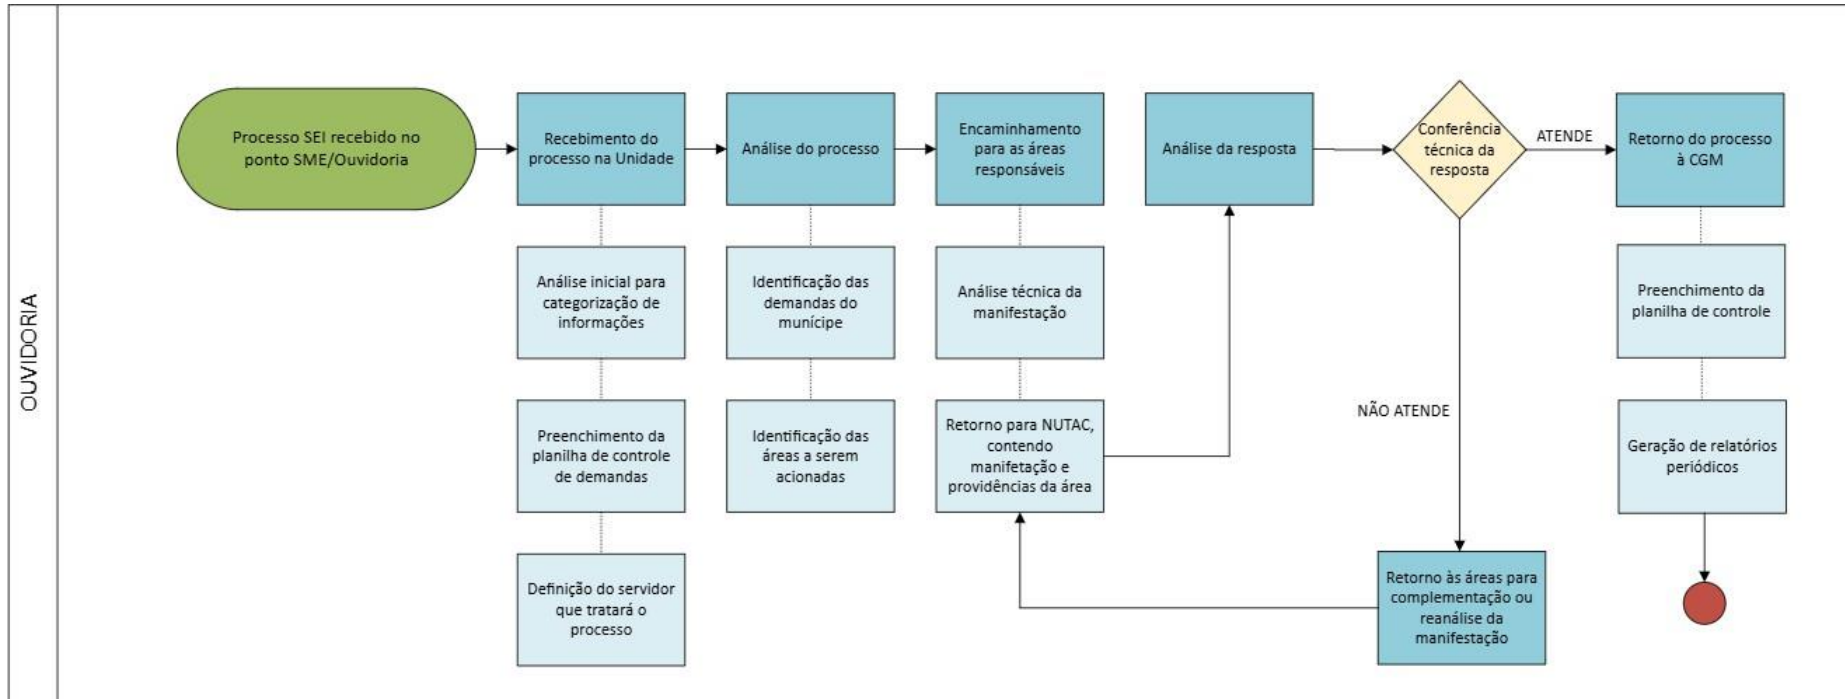 OUVIDORIA
Processo SEI recebido no
ponto SME/Ouvidoria
Recebimento do
processo na Unidade
Análise inicial para
categorização de
informações
Preenchimento da
planilha de controle
de demandas
Definição do servidor
que tratará o
processo
Análise do processo
Identificação das
demandas do
munícipe
Identificação das
áreas a serem
acionadas
Encaminhamento
para as áreas
responsáveis
Análise técnica da
manifestação
Retorno para NUTAC,
contendo
manifetação e
providências da área
Análise da resposta
Conferência
técnica da
resposta
ATENDE
NÃO ATENDE
Retorno às áreas para
complementação ou
reanálise da
manifestação
Retorno do processo
à CGM
Preenchimento da
planilha de controle
Geração de relatórios
periódicos